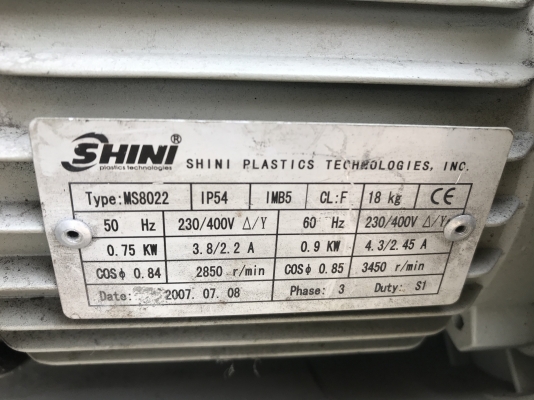 SHINI®
plastics technologies
SHINI PLASTICS TECHNOLOGIES, INC.
Type:MS8022 IP54 IMB5 CL:F 18 kg CE
50 Hz 230/400V △/Y 60 Hz 230/400V △/Y
0.75 KW 3.8/2.2 A 0.9 KW 4.3/2.45 A
COSϕ 0.84 2850 r/min COSϕ 0.85 3450 r/min
Date: 2007. 07. 08 Phase: 3 Duty: S1